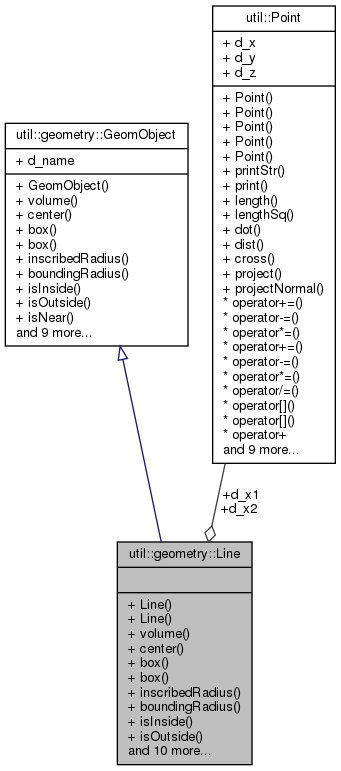 util::Point
+ d_x
+ d_y
+ d_z
+ Point()
+ Point()
+ Point()
+ Point()
+ Point()
+ printStr()
+ print()
+ length()
+ lengthSq()
+ dot()
+ dist()
+ cross()
+ project()
+ projectNormal()
* operator+=()
* operator-=()
* operator*=()
* operator+=()
* operator-=()
* operator*=()
* operator/=()
* operator[]()
* operator[]()
* operator+
and 9 more...
util::geometry::GeomObject
+ d_name
+ GeomObject()
+ volume()
+ center()
+ box()
+ box()
+ inscribedRadius()
+ boundingRadius()
+ isInside()
+ isOutside()
+ isNear()
and 9 more...
+d_x1
+d_x2
util::geometry::Line
+ Line()
+ Line()
+ volume()
+ center()
+ box()
+ box()
+ inscribedRadius()
+ boundingRadius()
+ isInside()
+ isOutside()
and 10 more...